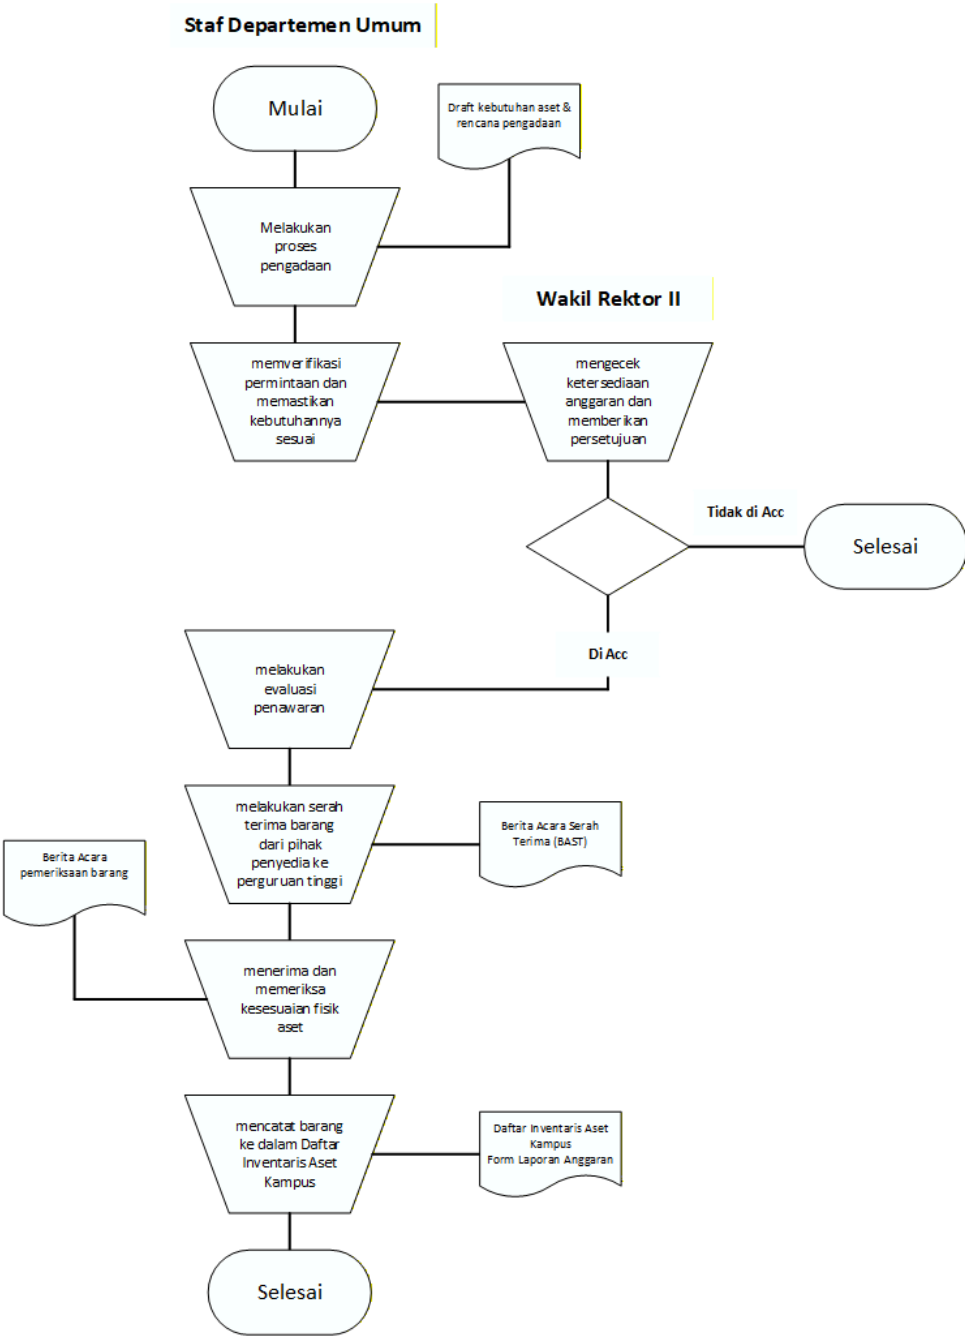 Staf Departemen Umum
Mulai
Draft kebutuhan aset &
rencana pengadaan
Melakukan
proses
pengadaan
Wakil Rektor II
memverifikasi
permintaan dan
memastikan
kebutuhannya
sesuai
mengecek
ketersediaan
anggaran dan
memberikan
persetujuan
Tidak di Acc
Selesai
Di Acc
melakukan
evaluasi
penawaran
melakukan serah
terima barang
dari pihak
penyedia ke
perguruan tinggi
Berita Acara Serah
Terima (BAST)
Berita Acara
pemeriksaan barang
menerima dan
memeriksa
kesesuaian fisik
aset
mencatat barang
ke dalam Daftar
Inventaris Aset
Kampus
Daftar Inventaris Aset
Kampus
Form Laporan Anggaran
Selesai